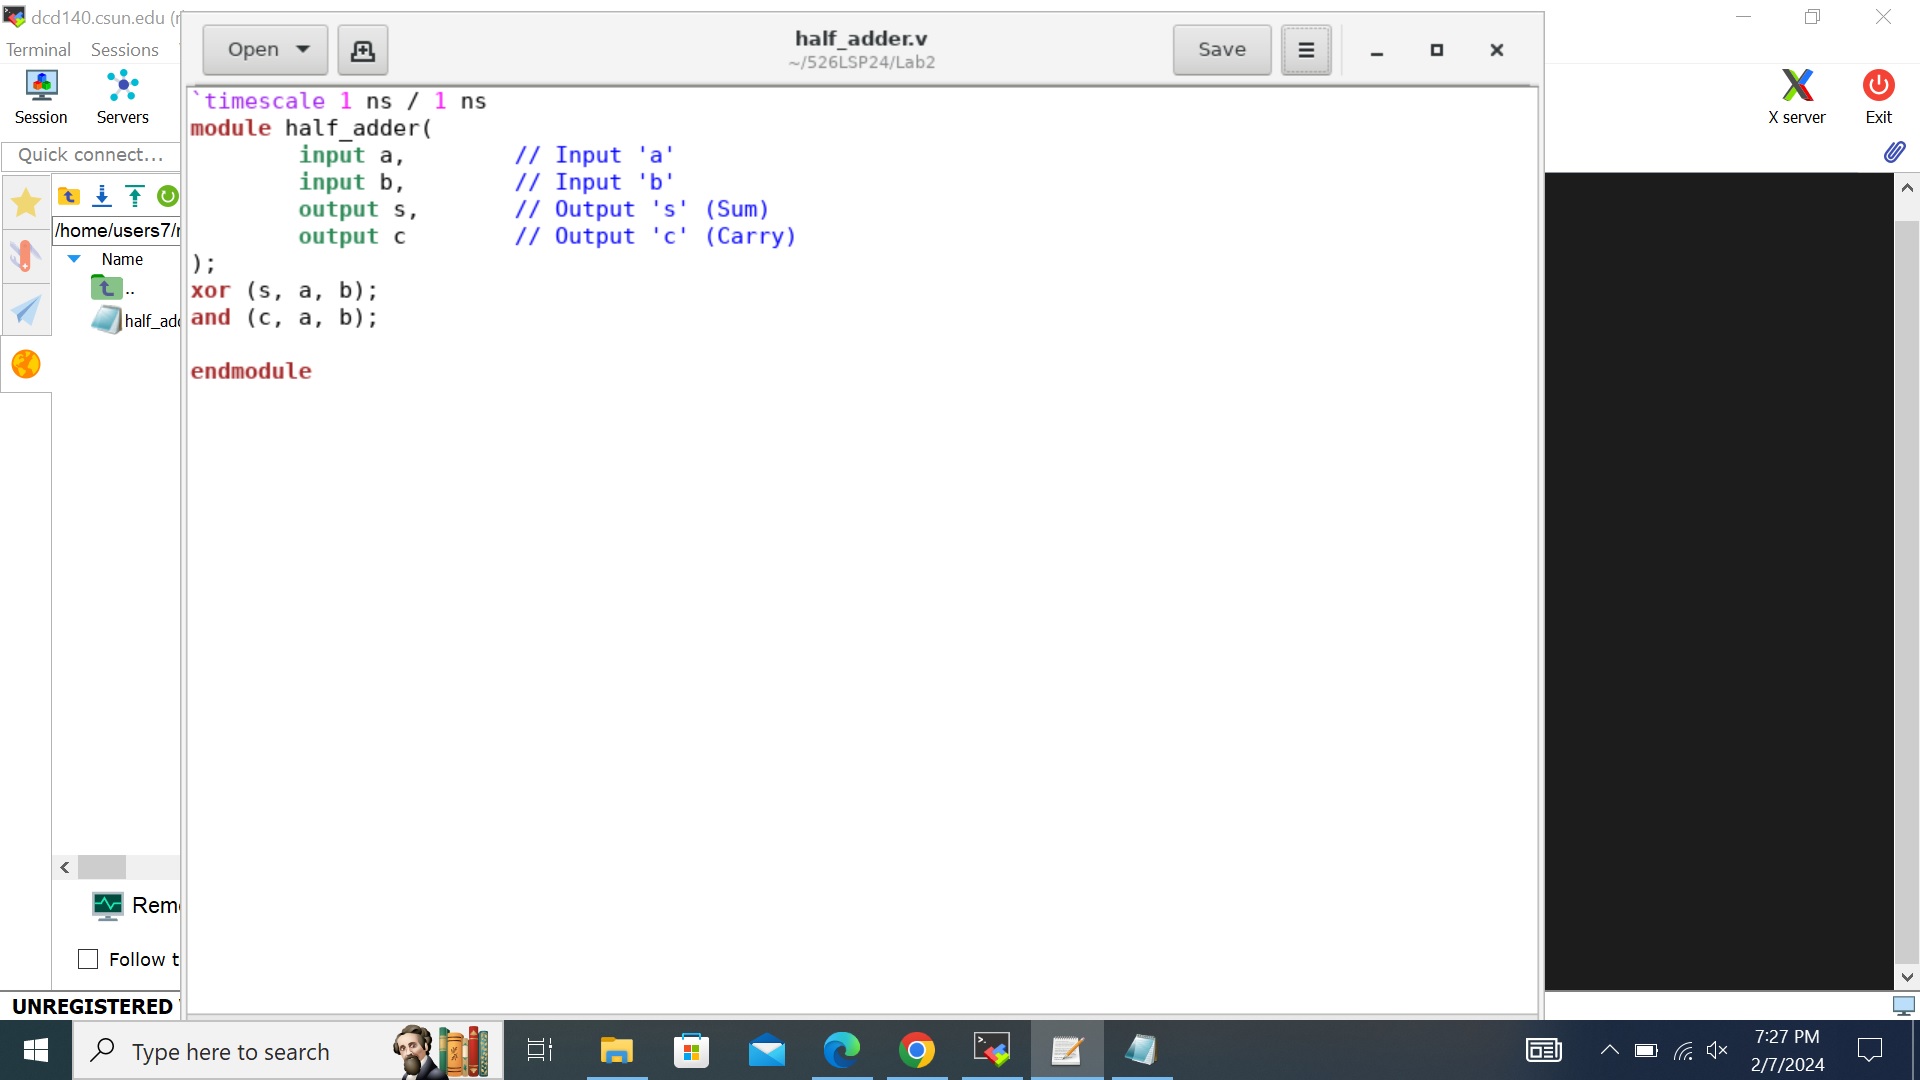 dcd140.csun.edu
Terminal
Sessions
Session
Servers
Quick connect...
/home/users7/
Name
..
half_ad
Follow t
UNREGISTERED
Open
half_adder.v
~/526LSP24/Lab2
Save
`timescale 1 ns / 1 ns
module half_adder(
input a, // Input 'a'
input b, // Input 'b'
output s, // Output 's' (Sum)
output c // Output 'c' (Carry)
);
xor (s, a, b);
and (c, a, b);
endmodule
X server
Exit
Type here to search
7:27 PM
2/7/2024